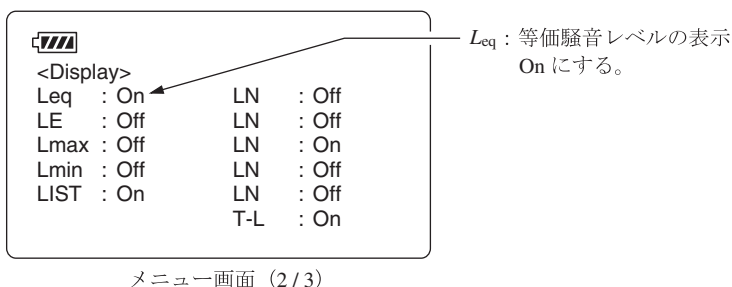 <Display>
Leq : On LN : Off
LE : Off LN : Off
Lmax : Off LN : On
Lmin : Off LN : Off
LIST : On LN : Off
T-L : On
Leq：等価騒音レベルの表示
On にする。
メニュー画面（2 / 3）